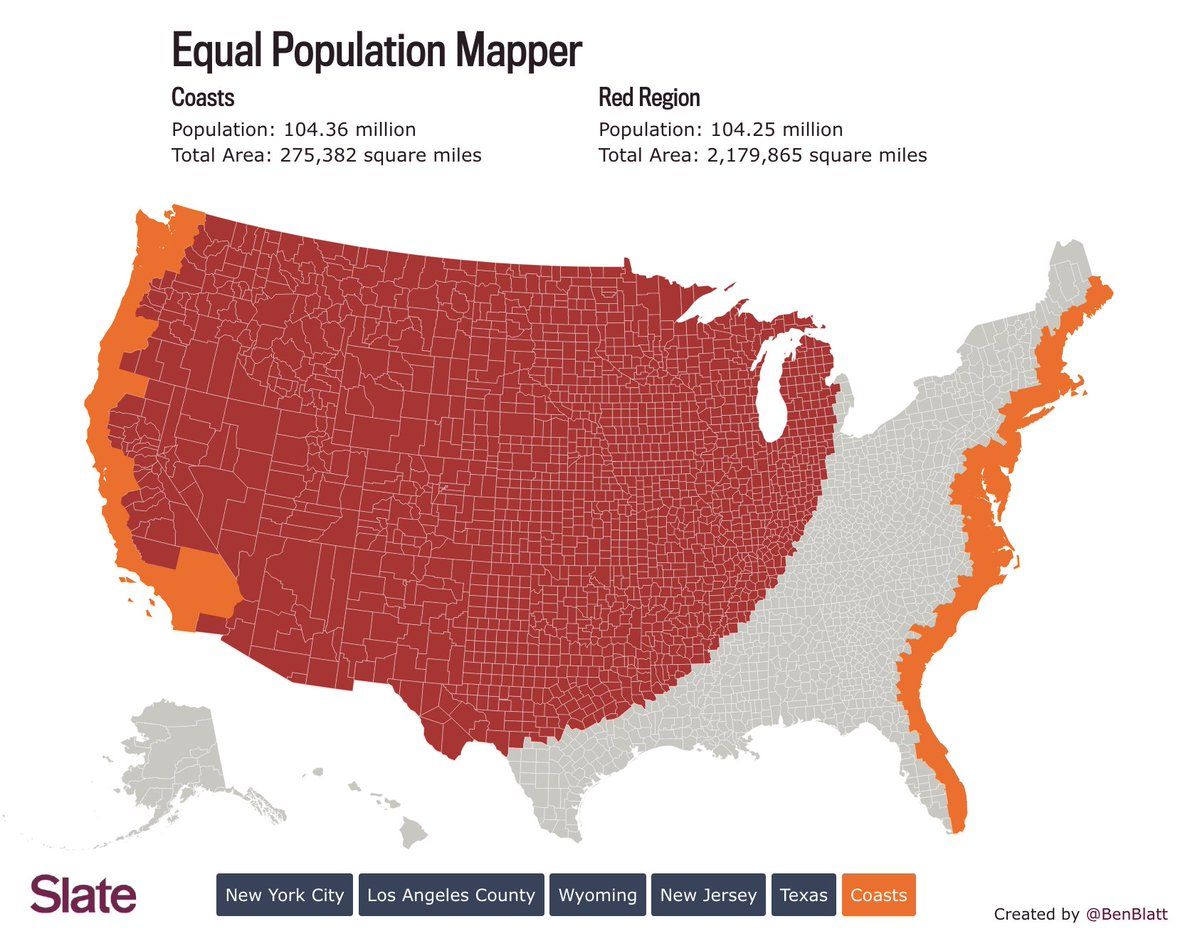 Equal Population Mapper
Coasts
Population: 104.36 million
Total Area: 275,382 square miles
Red Region
Population: 104.25 million
Total Area: 2,179,865 square miles
Slate
New York City
Los Angeles County
Wyoming
New Jersey
Texas
Coasts
Created by @BenBlatt